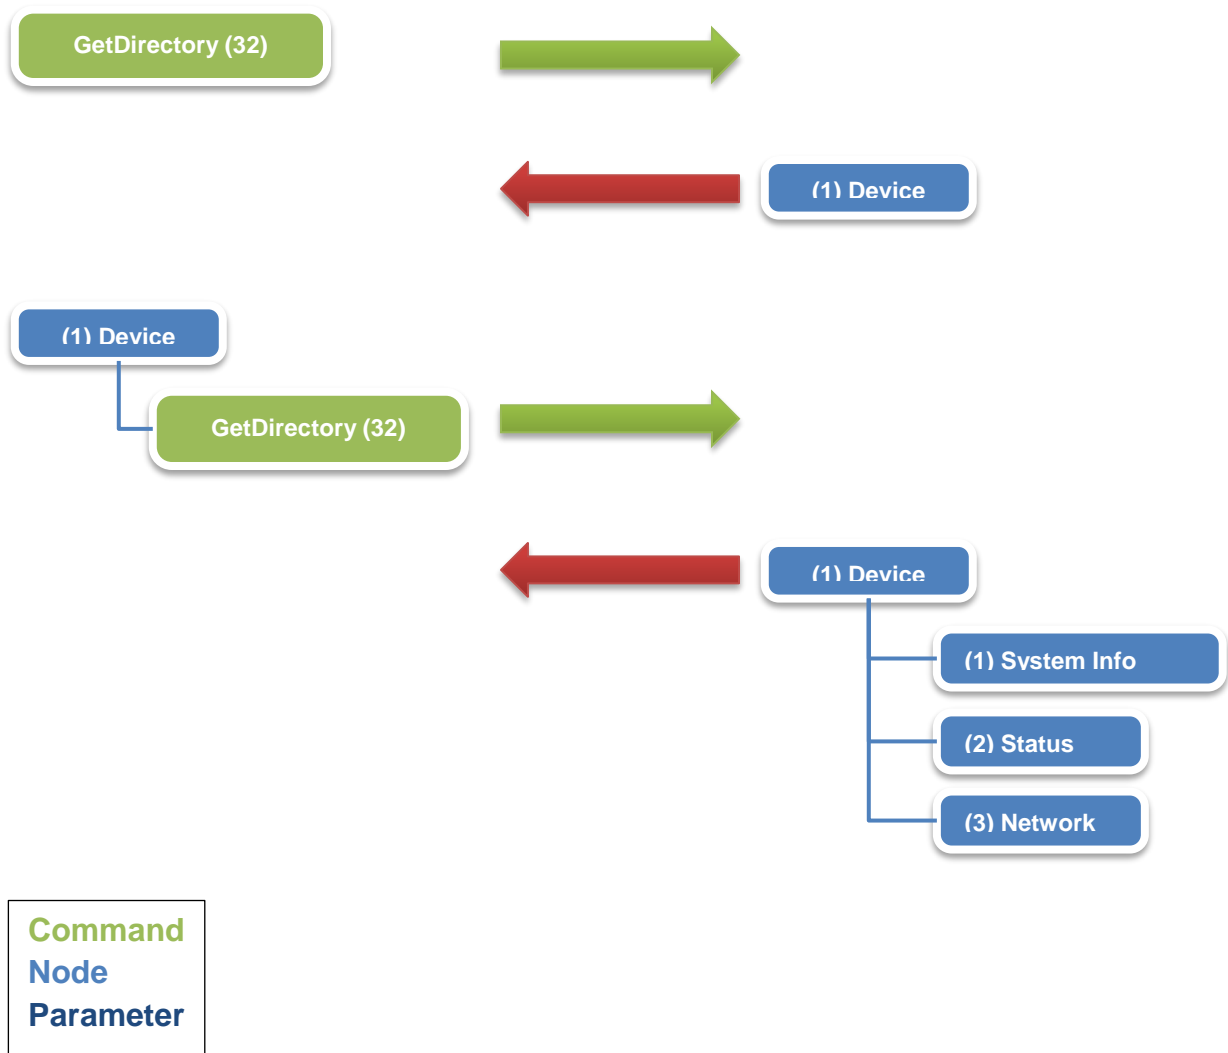 GetDirectory (32)
(1) Device
(1) Device
GetDirectory (32)
(1) Device
(1) System Info
(2) Status
(3) Network
Command
Node
Parameter